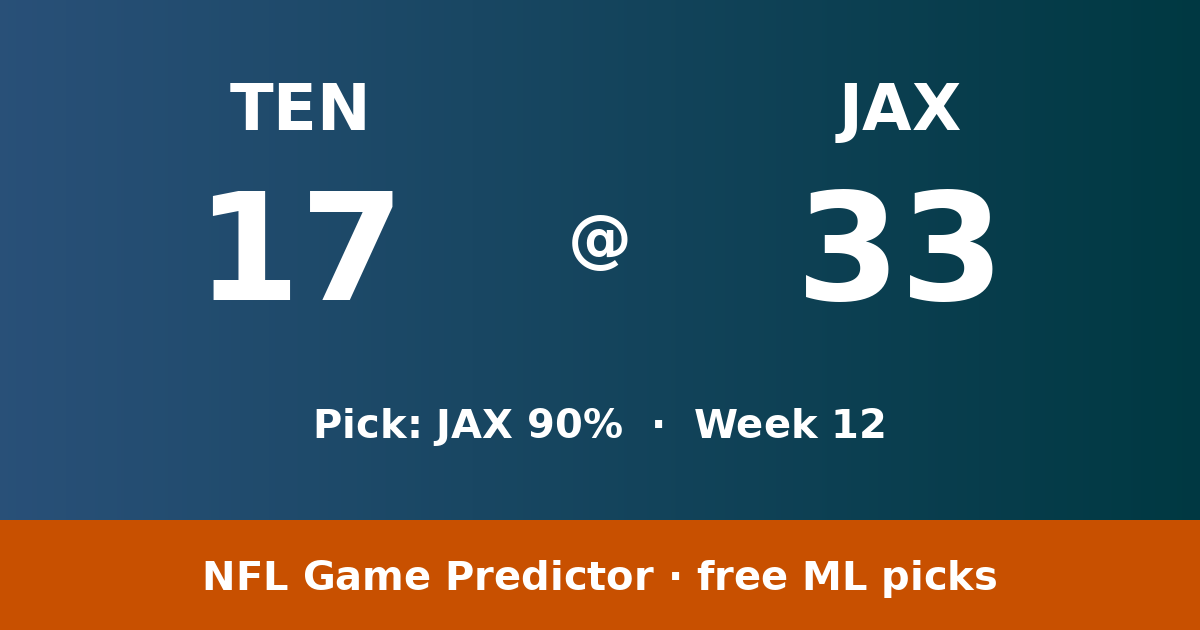 TEN
JAX
17
@
33
Pick: JAX 90% · Week 12
NFL Game Predictor · free ML picks